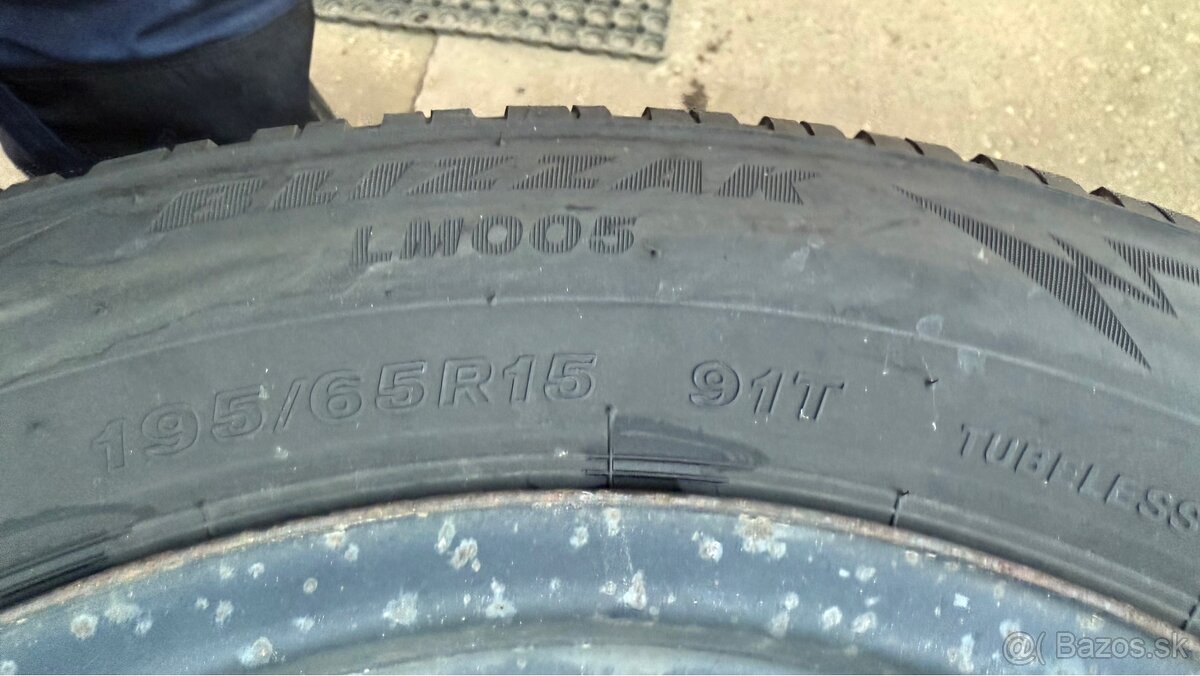 BLIZZAK
LM005
195/65R15 91T
TUBELESS
@( Bazos.sk